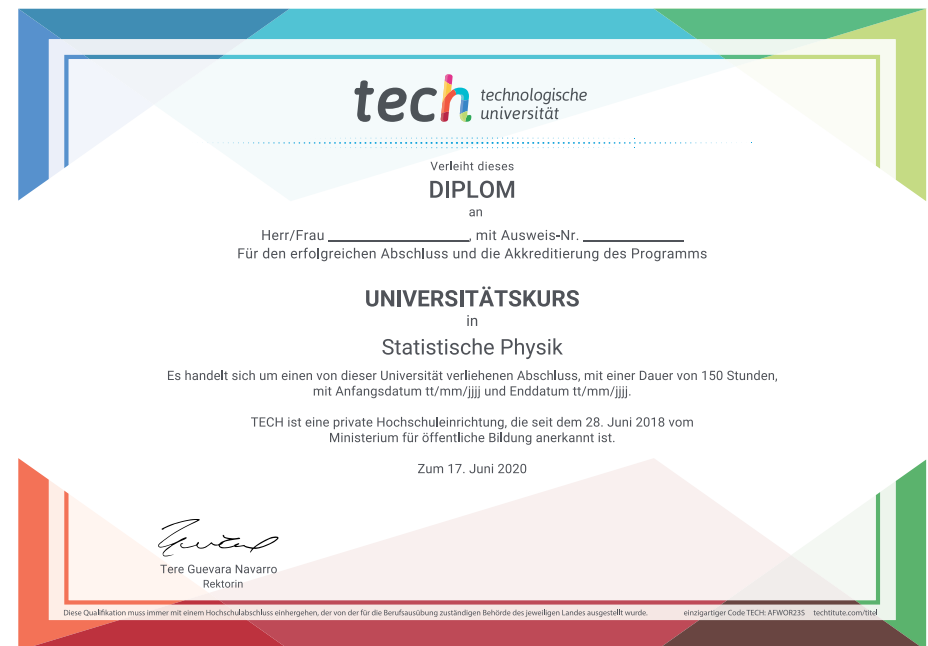 tech technologische
universität
Verleiht dieses
DIPLOM
an
Herr/Frau ________________, mit Ausweis-Nr. ____________
Für den erfolgreichen Abschluss und die Akkreditierung des Programms
UNIVERSITÄTSKURS
in
Statistische Physik
Es handelt sich um einen von dieser Universität verliehenen Abschluss, mit einer Dauer von 150 Stunden,
mit Anfangsdatum tt/mm/jjjj und Enddatum tt/mm/jjjj.
TECH ist eine private Hochschuleinrichtung, die seit dem 28. Juni 2018 vom
Ministerium für öffentliche Bildung anerkannt ist.
Zum 17. Juni 2020
Tere Guevara Navarro
Rektorin
Diese Qualifikation muss immer mit einem Hochschulabschluss einhergehen, der von der für die Berufsausübung zuständigen Behörde des jeweiligen Landes ausgestellt wurde. einzigartiger Code TECH: AFWOR23S techtitute.com/titel